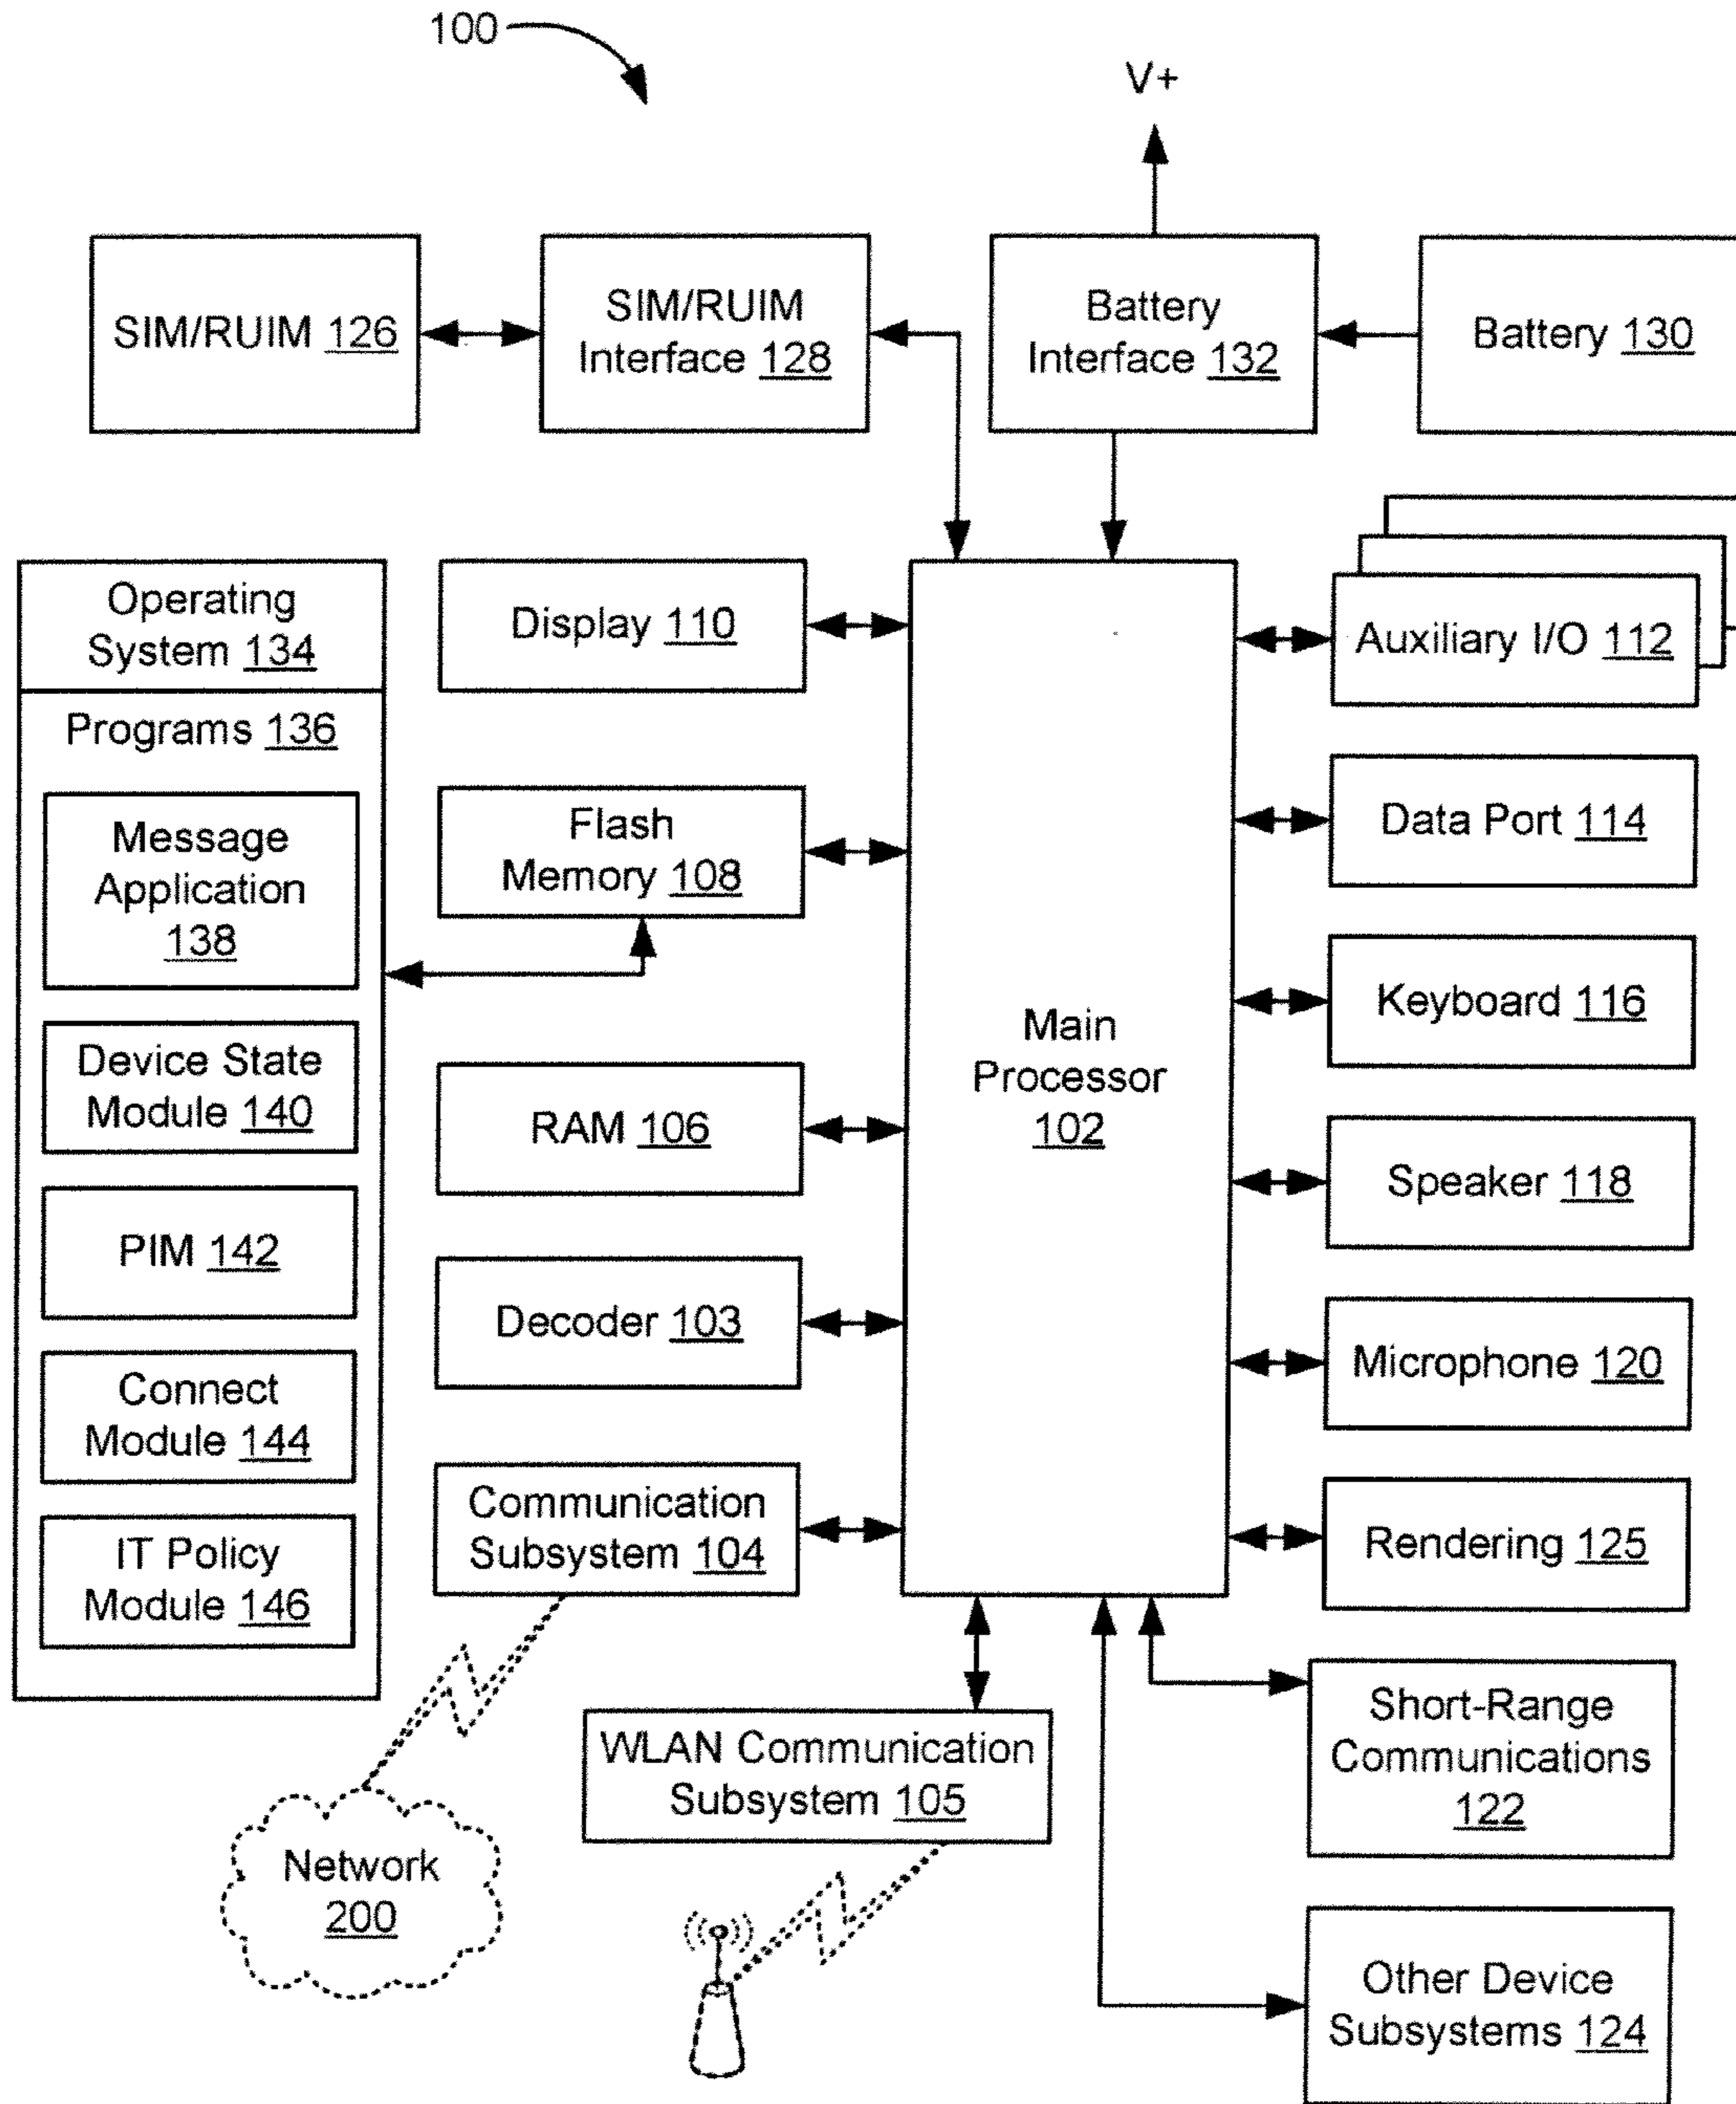 100
V+
SIM/RUIM 126
SIM/RUIM
Interface 128
Battery
Interface 132
Battery 130
Operating
System 134
Programs 136
Message
Application
138
Device State
Module 140
PIM 142
Connect
Module 144
IT Policy
Module 146
Display 110
Flash
Memory 108
RAM 106
Decoder 103
Communication
Subsystem 104
Main
Processor
102
Auxiliary I/O 112
Data Port 114
Keyboard 116
Speaker 118
Microphone 120
Rendering 125
Short-Range
Communications
122
Other Device
Subsystems 124
WLAN Communication
Subsystem 105
Network
200